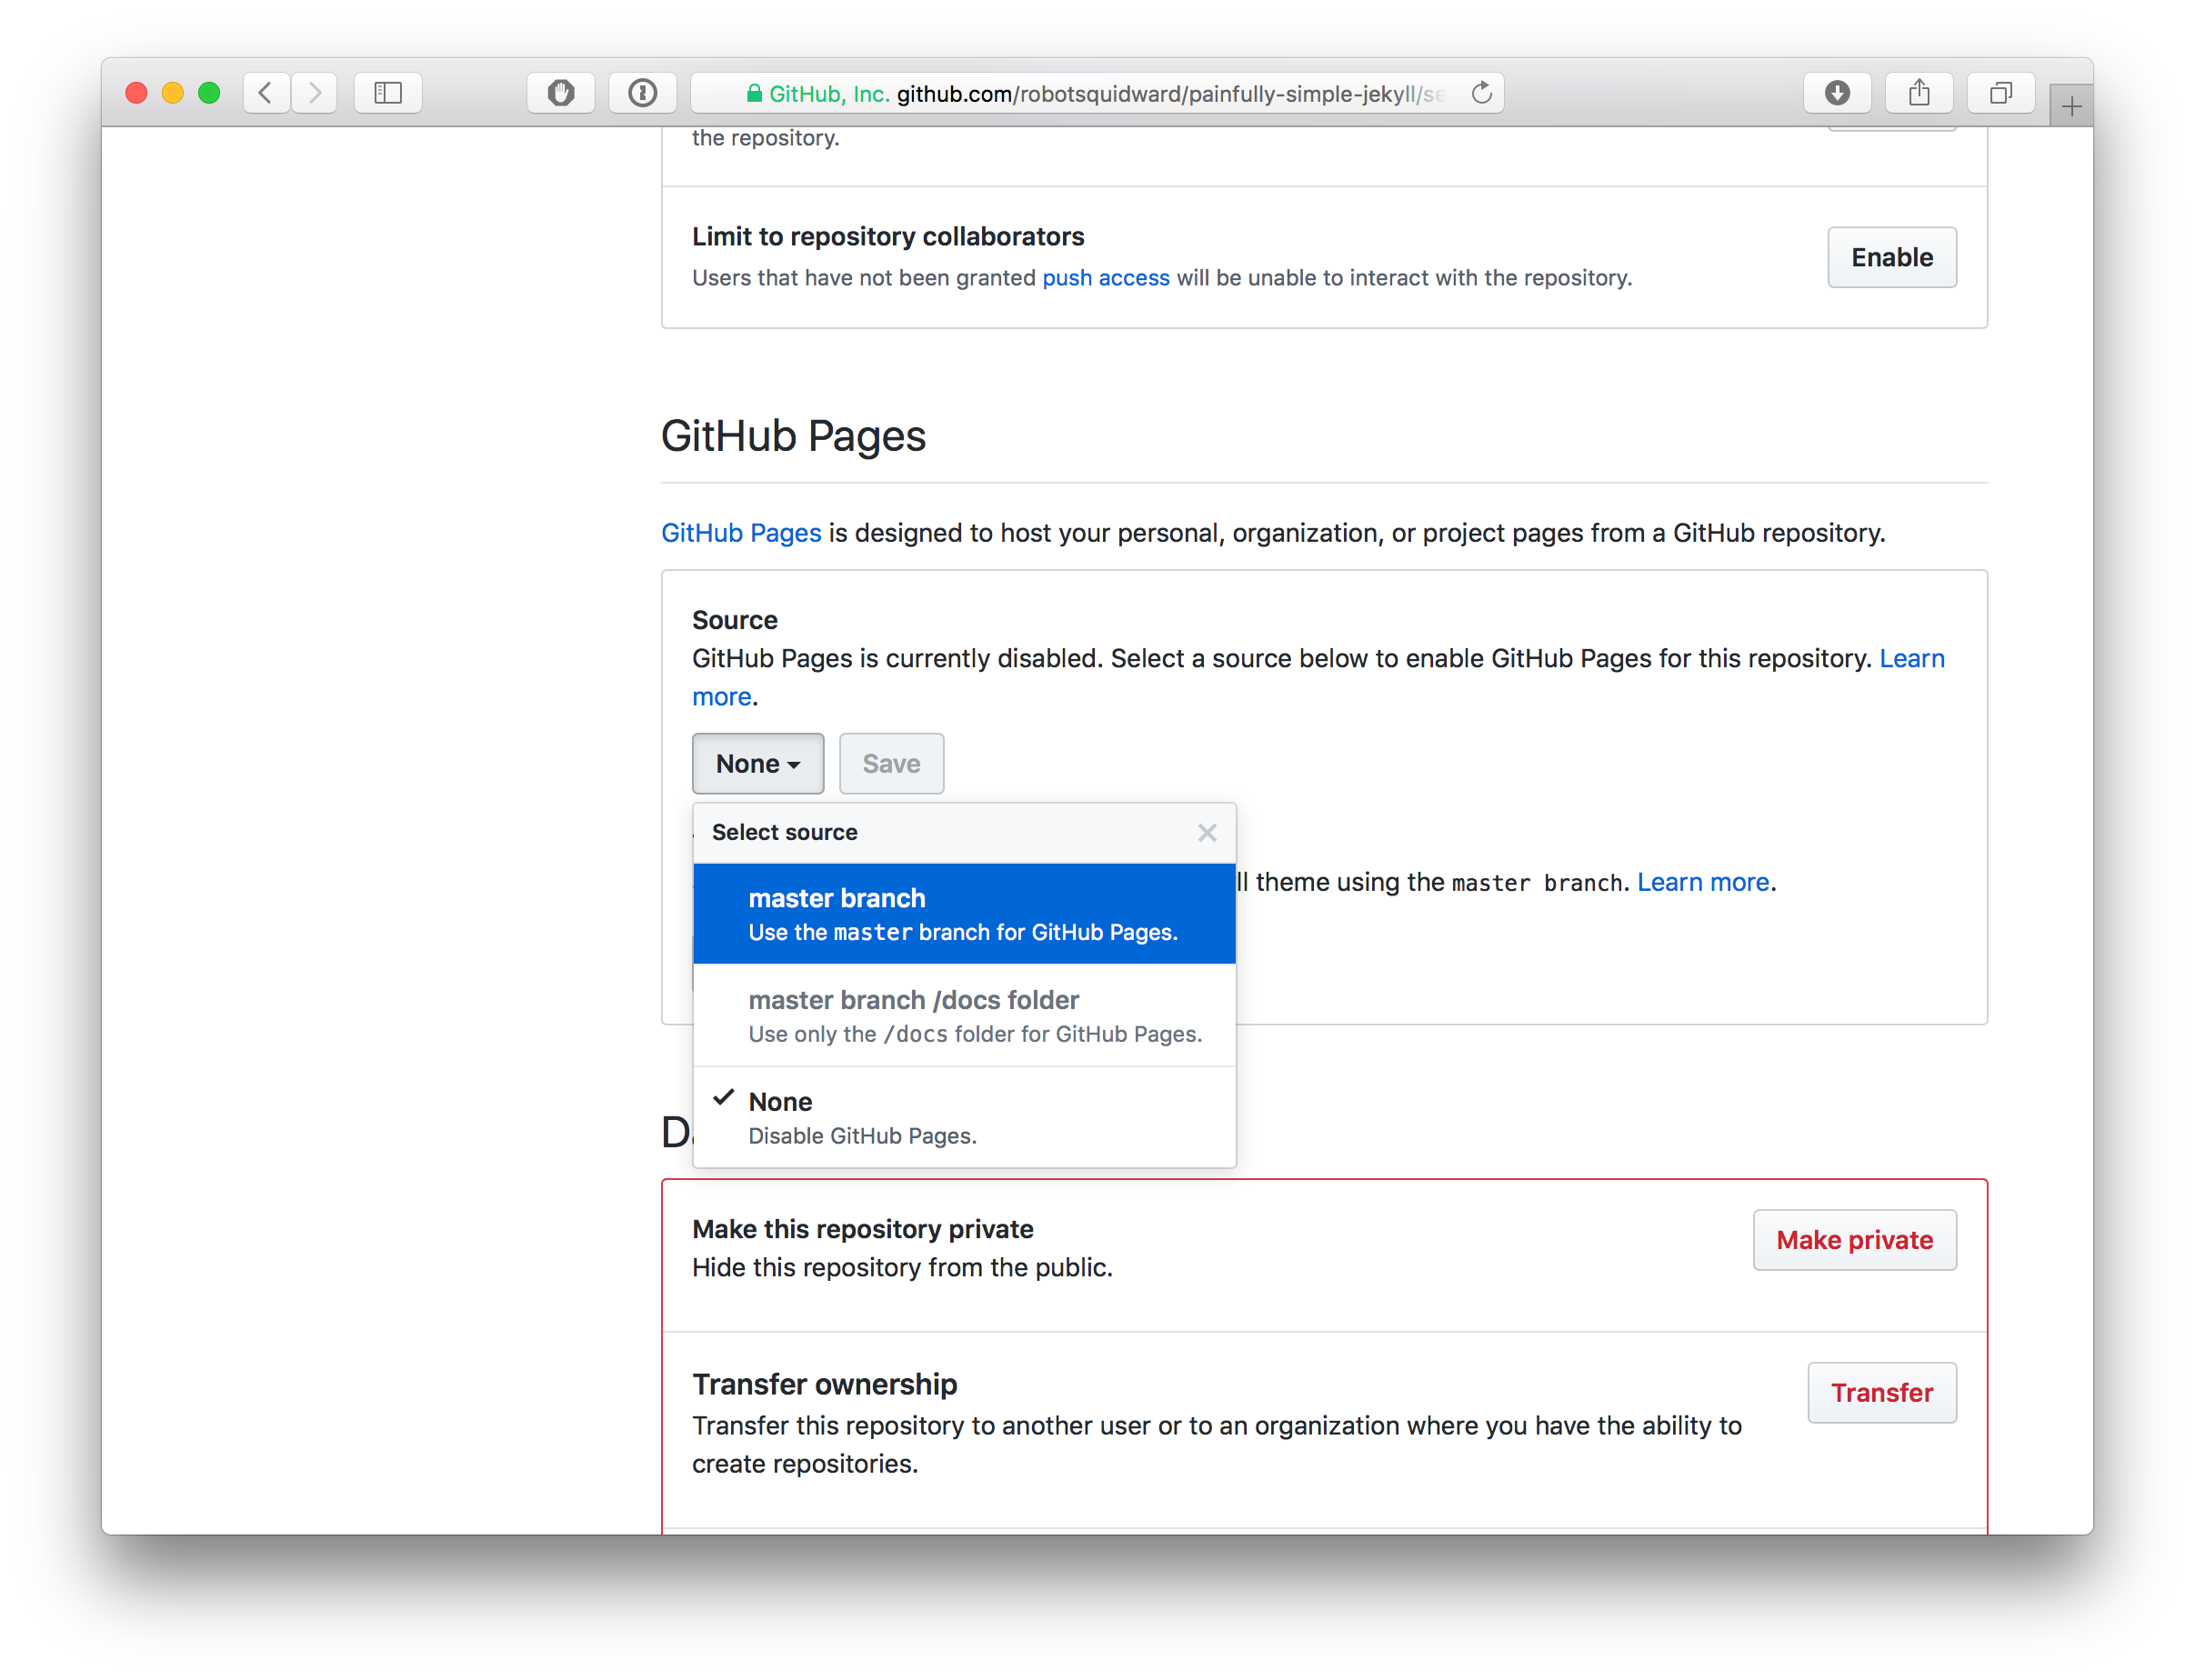 GitHub, Inc. github.com/robotsquidward/painfully-simple-jekyll/se
the repository.
Limit to repository collaborators
Enable
Users that have not been granted push access will be unable to interact with the repository.
GitHub Pages
GitHub Pages is designed to host your personal, organization, or project pages from a GitHub repository.
Source
GitHub Pages is currently disabled. Select a source below to enable GitHub Pages for this repository. Learn
more.
None Save
Select source
ll theme using the master branch. Learn more.
master branch
Use the master branch for GitHub Pages.
master branch /docs folder
Use only the /docs folder for GitHub Pages.
None
Disable GitHub Pages.
Make this repository private
Make private
Hide this repository from the public.
Transfer ownership
Transfer
Transfer this repository to another user or to an organization where you have the ability to
create repositories.